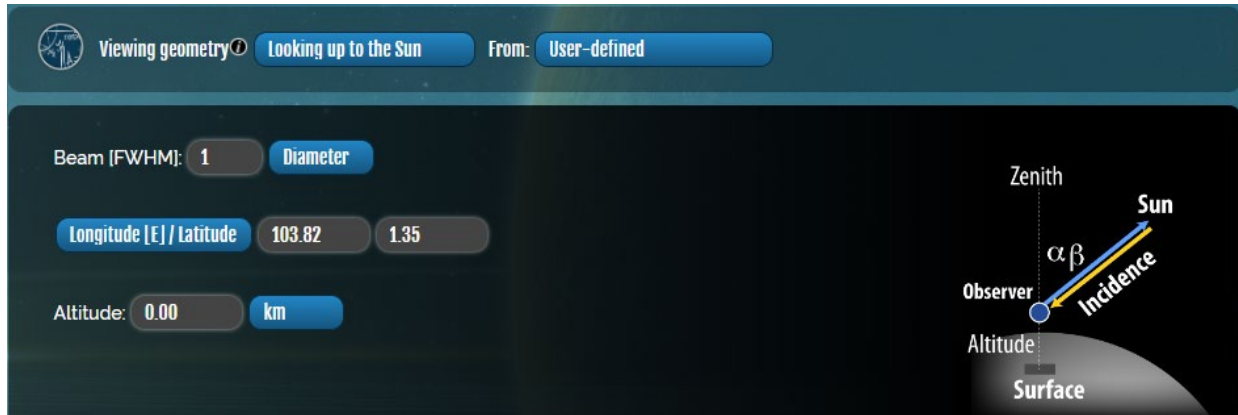 Viewing geometry i Looking up to the Sun From: User-defined
Beam [FWHM]: 1 Diameter
Longitude [E] / Latitude 103.82 1.35
Altitude: 0.00 km
Zenith
Sun
α β
Incidence
Observer
Altitude
Surface